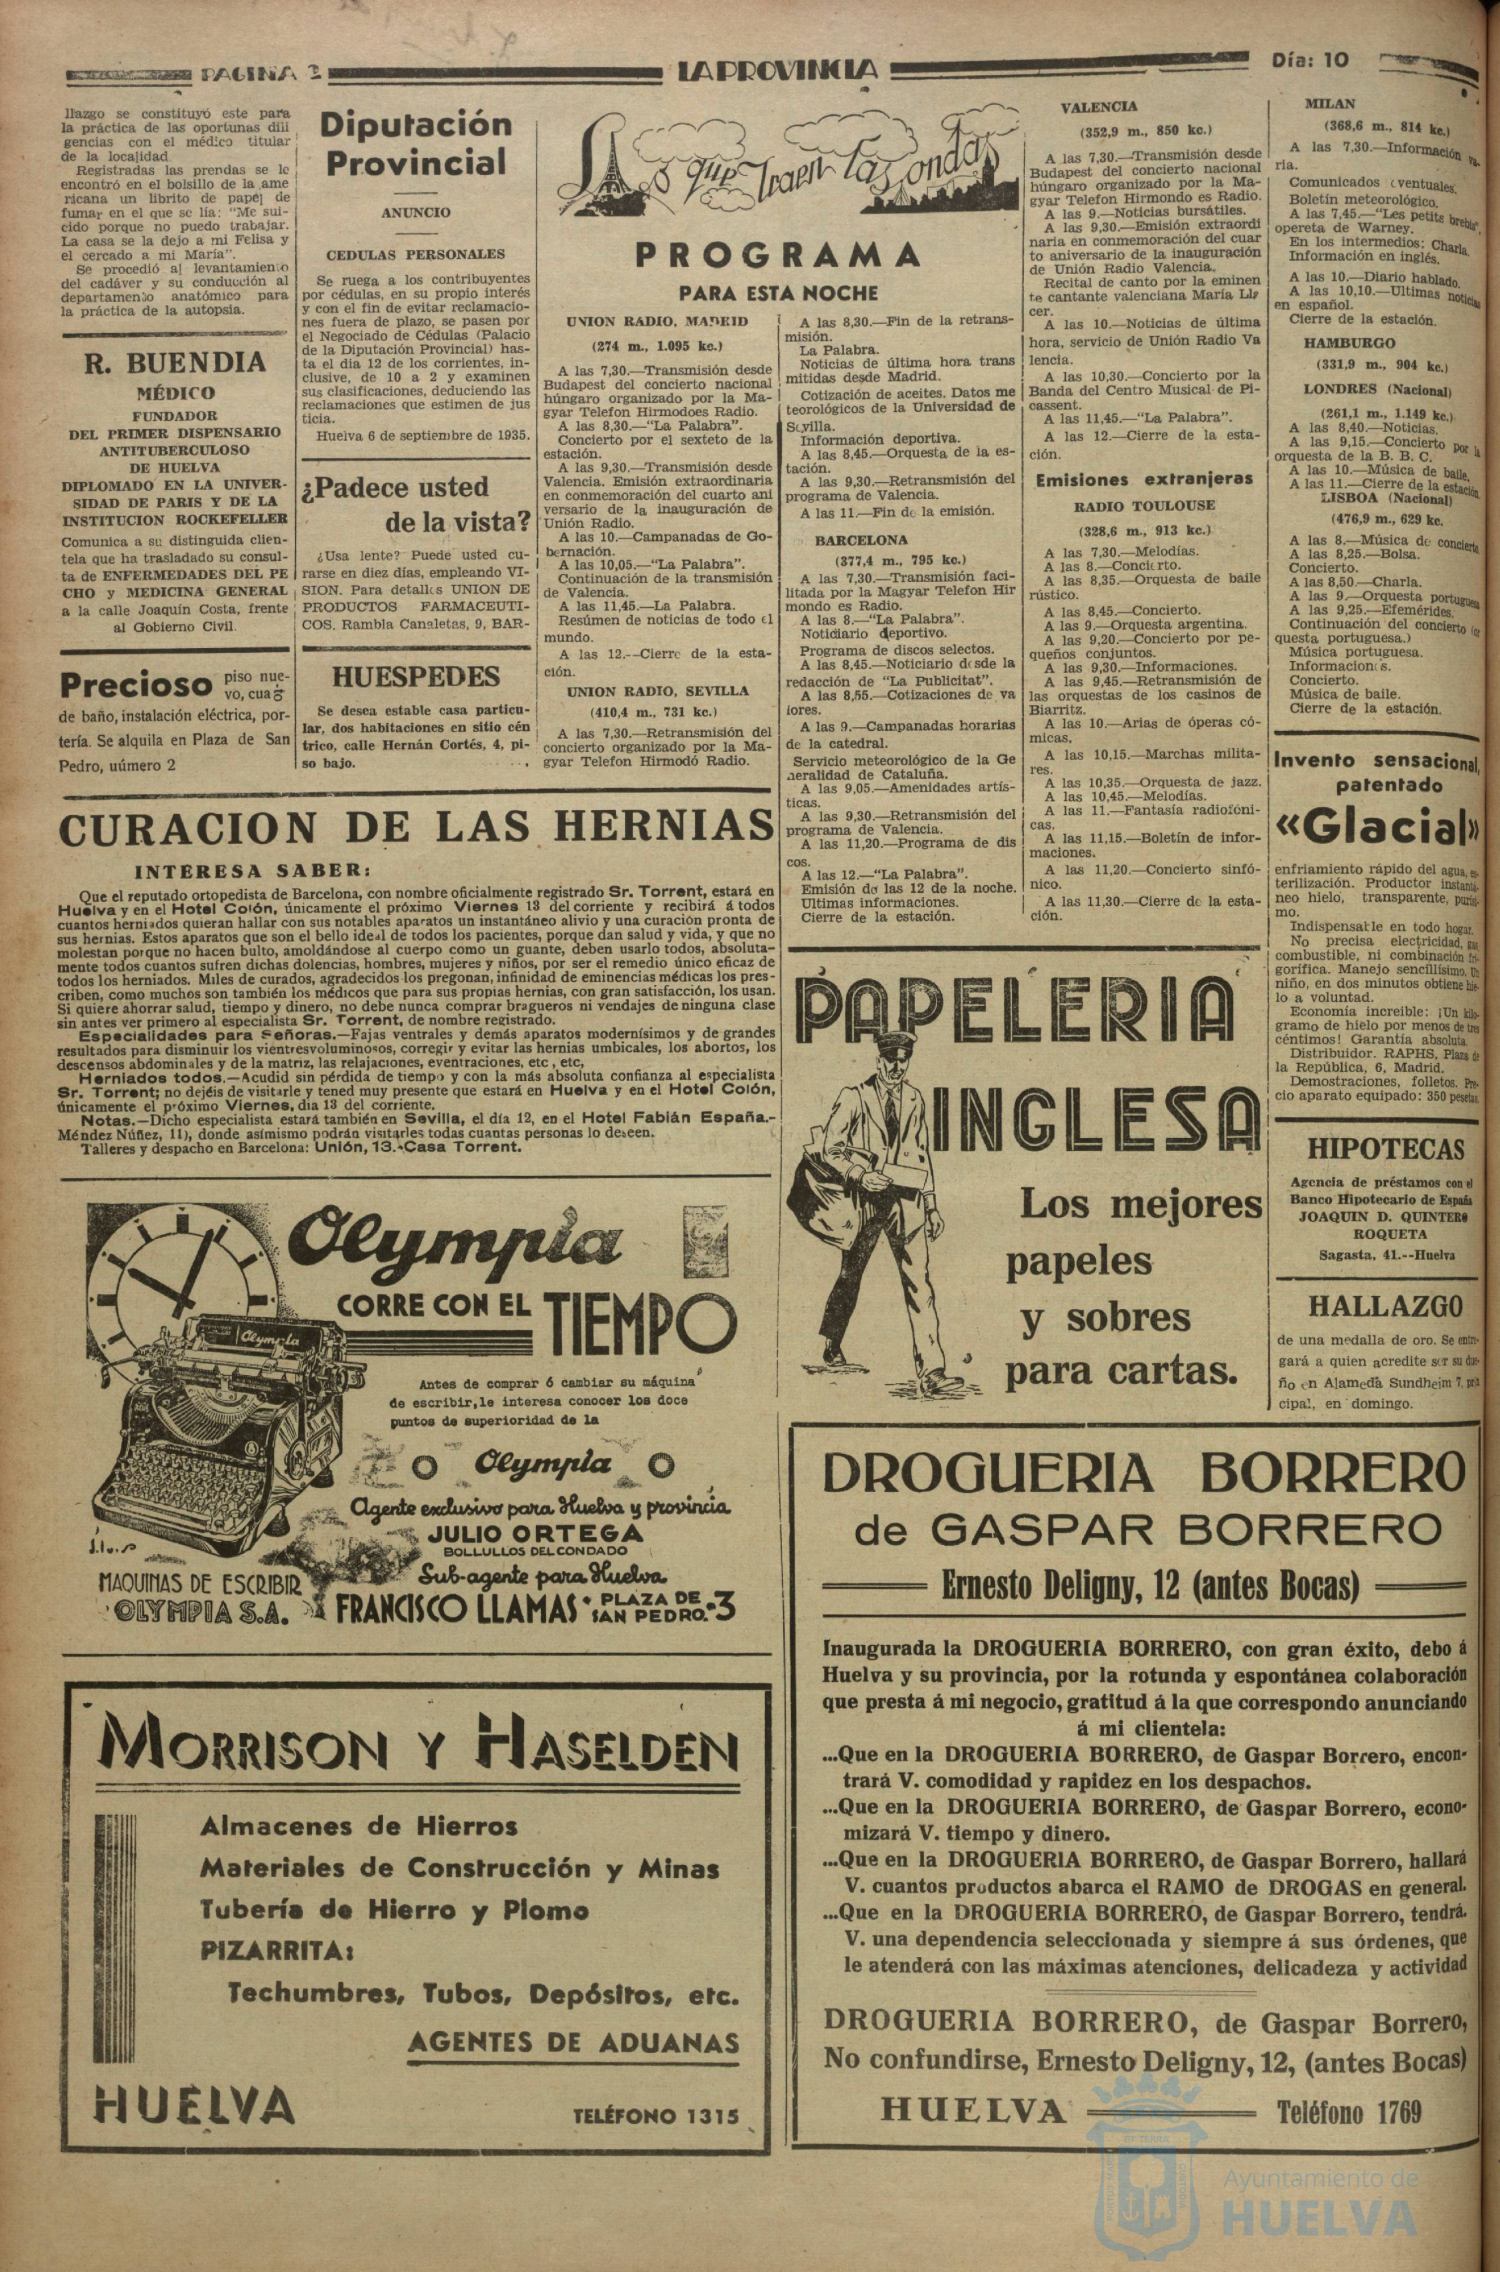 PAGINA 2
LA PROVINCIA
Día: 10
llazgo se constituyó este para
la práctica de las oportunas dili
gencias con el médico titular
de la localidad
Registradas las prendas se le
encontró en el bolsillo de la ame
ricana un librito de papel de
fumar en el que se lía: "Me sui-
cido porque no puedo trabajar.
La casa se la dejo a mi Felisa y
el cercado a mi María".
Se procedió al levantamiento
del cadáver y su conducción al
departamento anatómico para
la práctica de la autopsia.
R. BUENDIA
MÉDICO
FUNDADOR
DEL PRIMER DISPENSARIO
ANTITUBERCULOSO
DE HUELVA
DIPLOMADO EN LA UNIVER-
SIDAD DE PARIS Y DE LA
INSTITUCION ROCKEFELLER
Comunica a su distinguida clien-
tela que ha trasladado su consul-
ta de ENFERMEDADES DEL PE
CHO y MEDICINA GENERAL
a la calle Joaquín Costa, frente
al Gobierno Civil.
Precioso piso nue-
vo, cuarto
de baño, instalación eléctrica, por-
tería. Se alquila en Plaza de San
Pedro, uúmero 2
Diputación
Provincial
ANUNCIO
CEDULAS PERSONALES
Se ruega a los contribuyentes
por cédulas, en su propio interés
y con el fin de evitar reclamacio-
nes fuera de plazo, se pasen por
el Negociado de Cédulas (Palacio
de la Diputación Provincial) has-
ta el dia 12 de los corrientes, in-
clusive, de 10 a 2 y examinen
sus clasificaciones, deduciendo las
reclamaciones que estimen de jus
ticia.
Huelva 6 de septiembre de 1935.
¿Padece usted
de la vista?
¿Usa lente? Puede usted cu-
rarse en diez días, empleando VI-
SION. Para detalles UNION DE
PRODUCTOS FARMACEUTI-
COS. Rambla Canaletas, 9, BAR-
HUESPEDES
Se desea estable casa particu-
lar, dos habitaciones en sitio cén
trico, calle Hernán Cortés, 4, pi-
so bajo.
Lo que traen las ondas
PROGRAMA
PARA ESTA NOCHE
UNION RADIO, MADRID
(274 m., 1.095 kc.)
A las 7,30.—Transmisión desde
Budapest del concierto nacional
húngaro organizado por la Ma-
gyar Telefon Hirmodoes Radio.
A las 8,30.—"La Palabra".
Concierto por el sexteto de la
estación.
A las 9,30.—Transmisión desde
Valencia. Emisión extraordinaria
en conmemoración del cuarto ani
versario de la inauguración de
Unión Radio.
A las 10.—Campanadas de Go-
bernación.
A las 10,05.—"La Palabra".
Continuación de la transmisión
de Valencia.
A las 11,45.—La Palabra.
Resúmen de noticias de todo el
mundo.
A las 12.--Cierre de la esta-
ción.
UNION RADIO, SEVILLA
(410,4 m., 731 kc.)
A las 7,30.—Retransmisión del
concierto organizado por la Ma-
gyar Telefon Hirmodó Radio.
A las 8,30.—Fin de la retrans-
misión.
La Palabra.
Noticias de última hora trans
mitidas desde Madrid.
Cotización de aceites. Datos me
teorológicos de la Universidad de
Sevilla.
Información deportiva.
A las 8,45.—Orquesta de la es-
tación.
A las 9,30.—Retransmisión del
programa de Valencia.
A las 11.—Fin de la emisión.
BARCELONA
(377,4 m., 795 kc.)
A las 7,30.—Transmisión faci-
litada por la Magyar Telefon Hir
mondo es Radio.
A las 8.—"La Palabra".
Notidiario deportivo.
Programa de discos selectos.
A las 8,45.—Noticiario desde la
redacción de "La Publicitat".
A las 8,55.—Cotizaciones de va
lores.
A las 9.—Campanadas horarias
de la catedral.
Servicio meteorológico de la Ge
neralidad de Cataluña.
A las 9,05.—Amenidades artís-
ticas.
A las 9,30.—Retransmisión del
programa de Valencia.
A las 11,20.—Programa de dis
cos.
A las 12.—"La Palabra".
Emisión de las 12 de la noche.
Ultimas informaciones.
Cierre de la estación.
VALENCIA
(352,9 m., 850 kc.)
A las 7,30.—Transmisión desde
Budapest del concierto nacional
húngaro organizado por la Ma-
gyar Telefon Hirmondo es Radio.
A las 9.—Noticias bursátiles.
A las 9,30.—Emisión extraordi
naria en conmemoración del cuar
to aniversario de la inauguración
de Unión Radio Valencia.
Recital de canto por la eminen
te cantante valenciana María Lla
cer.
A las 10.—Noticias de última
hora, servicio de Unión Radio Va
lencia.
A las 10,30.—Concierto por la
Banda del Centro Musical de Pi-
cassent.
A las 11,45.—"La Palabra".
A las 12.—Cierre de la esta-
ción.
Emisiones extranjeras
RADIO TOULOUSE
(328,6 m., 913 kc.)
A las 7,30.—Melodías.
A las 8.—Concierto.
A las 8,35.—Orquesta de baile
rústico.
A las 8,45.—Concierto.
A las 9.—Orquesta argentina.
A las 9,20.—Concierto por pe-
queños conjuntos.
A las 9,30.—Informaciones.
A las 9,45.—Retransmisión de
las orquestas de los casinos de
Biarritz.
A las 10.—Arias de óperas có-
micas.
A las 10,15.—Marchas milita-
res.
A las 10,35.—Orquesta de jazz.
A las 10,45.—Melodías.
A las 11.—Fantasía radiofóni-
cas.
A las 11,15.—Boletín de infor-
maciones.
A las 11,20.—Concierto sinfó-
nico.
A las 11,30.—Cierre de la esta-
ción.
MILAN
(368,6 m., 814 kc.)
A las 7,30.—Información va-
ria.
Comunicados eventuales.
Boletín meteorológico.
A las 7,45.—"Les petits brebis",
opereta de Warney.
En los intermedios: Charla.
Información en inglés.
A las 10.—Diario hablado.
A las 10,10.—Ultimas noticias
en español.
Cierre de la estación.
HAMBURGO
(331,9 m., 904 kc.)
LONDRES (Nacional)
(261,1 m., 1.149 kc.)
A las 8,40.—Noticias.
A las 9,15.—Concierto por la
orquesta de la B. B. C.
A las 10.—Música de baile.
A las 11.—Cierre de la estación.
LISBOA (Nacional)
(476,9 m., 629 kc.
A las 8.—Música de concierto
A las 8,25.—Bolsa.
Concierto.
A las 8,50.—Charla.
A las 9.—Orquesta portuguesa
A las 9,25.—Efemérides.
Continuación del concierto (or
questa portuguesa.)
Música portuguesa.
Informaciones.
Concierto.
Música de baile.
Cierre de la estación.
Invento sensacional,
patentado
«Glacial»
enfriamiento rápido del agua, es-
terilización. Productor instantá-
neo hielo, transparente, purísi-
mo.
Indispensable en todo hogar.
No precisa electricidad, gas,
combustible, ni combinación fri-
gorífica. Manejo sencillísimo. Un
niño, en dos minutos obtiene hie-
lo a voluntad.
Economía increible: ¡Un kilo-
gramo de hielo por menos de tres
céntimos! Garantía absoluta.
Distribuidor. RAPHS, Plaza de
la República, 6, Madrid.
Demostraciones, folletos. Pre-
cio aparato equipado: 350 pesetas.
HIPOTECAS
Agencia de préstamos con el
Banco Hipotecario de España
JOAQUIN D. QUINTERO
ROQUETA
Sagasta, 41.--Huelva
HALLAZGO
de una medalla de oro. Se entre-
gará a quien acredite ser su due-
ño en Alameda Sundheim 7, prin
cipal, en domingo.
CURACION DE LAS HERNIAS
INTERESA SABER:
Que el reputado ortopedista de Barcelona, con nombre oficialmente registrado Sr. Torrent, estará en
Huelva y en el Hotel Colón, únicamente el próximo Viernes 13 del corriente y recibirá á todos
cuantos herniados quieran hallar con sus notables aparatos un instantáneo alivio y una curación pronta de
sus hernias. Estos aparatos que son el bello ideal de todos los pacientes, porque dan salud y vida, y que no
molestan porque no hacen bulto, amoldándose al cuerpo como un guante, deben usarlo todos, absoluta-
mente todos cuantos sufren dichas dolencias, hombres, mujeres y niños, por ser el remedio único eficaz de
todos los herniados. Miles de curados, agradecidos los pregonan, infinidad de eminencias médicas los pres-
criben, como muchos son también los médicos que para sus propias hernias, con gran satisfacción, los usan.
Si quiere ahorrar salud, tiempo y dinero, no debe nunca comprar bragueros ni vendajes de ninguna clase
sin antes ver primero al especialista Sr. Torrent, de nombre registrado.
Especialidades para Señoras.—Fajas ventrales y demás aparatos modernísimos y de grandes
resultados para disminuir los vientresvoluminosos, corregir y evitar las hernias umbicales, los abortos, los
descensos abdominales y de la matriz, las relajaciones, eventraciones, etc , etc,
Herniados todos.—Acudid sin pérdida de tiempo y con la más absoluta confianza al especialista
Sr. Torrent; no dejéis de visitarle y tened muy presente que estará en Huelva y en el Hotel Colón,
únicamente el próximo Viernes, dia 13 del corriente.
Notas.—Dicho especialista estará también en Sevilla, el día 12, en el Hotel Fabián España.-
Méndez Núñez, 11), donde asimismo podrán visitarles todas cuantas personas lo deseen.
Talleres y despacho en Barcelona: Unión, 13.-Casa Torrent.
Olympia
CORRE CON EL TIEMPO
Olympia
Antes de comprar ó cambiar su máquina
de escribir, le interesa conocer los doce
puntos de superioridad de la
Olympia
Agente exclusivo para Huelva y provincia
JULIO ORTEGA
BOLLULLOS DEL CONDADO
Sub-agente para Huelva
FRANCISCO LLAMAS · PLAZA DE SAN PEDRO.-3
MAQUINAS DE ESCRIBIR
OLYMPIA S.A.
PAPELERIA
INGLESA
Los mejores
papeles
y sobres
para cartas.
MORRISON Y HASELDEN
Almacenes de Hierros
Materiales de Construcción y Minas
Tubería de Hierro y Plomo
PIZARRITA:
Techumbres, Tubos, Depósitos, etc.
AGENTES DE ADUANAS
HUELVA
TELÉFONO 1315
DROGUERIA BORRERO
de GASPAR BORRERO
Ernesto Deligny, 12 (antes Bocas)
Inaugurada la DROGUERIA BORRERO, con gran éxito, debo á
Huelva y su provincia, por la rotunda y espontánea colaboración
que presta á mi negocio, gratitud á la que correspondo anunciando
á mi clientela:
...Que en la DROGUERIA BORRERO, de Gaspar Borrero, encon-
trará V. comodidad y rapidez en los despachos.
...Que en la DROGUERIA BORRERO, de Gaspar Borrero, econo-
mizará V. tiempo y dinero.
...Que en la DROGUERIA BORRERO, de Gaspar Borrero, hallará
V. cuantos productos abarca el RAMO de DROGAS en general.
...Que en la DROGUERIA BORRERO, de Gaspar Borrero, tendrá.
V. una dependencia seleccionada y siempre á sus órdenes, que
le atenderá con las máximas atenciones, delicadeza y actividad
DROGUERIA BORRERO, de Gaspar Borrero,
No confundirse, Ernesto Deligny, 12, (antes Bocas)
HUELVA
Teléfono 1769
Ayuntamiento de
HUELVA